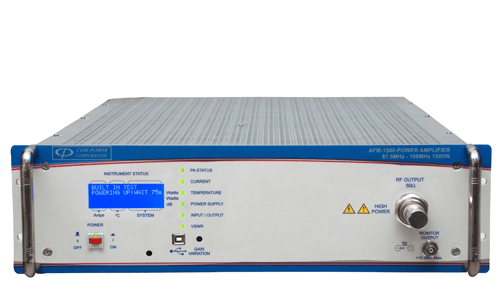 COM-POWER
CORPORATION
AFM-1500-POWER AMPLIFIER
87.5MHz - 108MHz 1500W
INSTRUMENT STATUS
BUILT IN TEST
POWERING UP:WAIT 75s
Watts
Watts
dB
Amps °C SYSTEM
PA STATUS
CURRENT
TEMPERATURE
POWER SUPPLY
INPUT / OUTPUT
VSWR
POWER
OFF
ON
GAIN
VARIATION
RF OUTPUT
50Ω
HIGH
POWER
MONITOR
OUTPUT